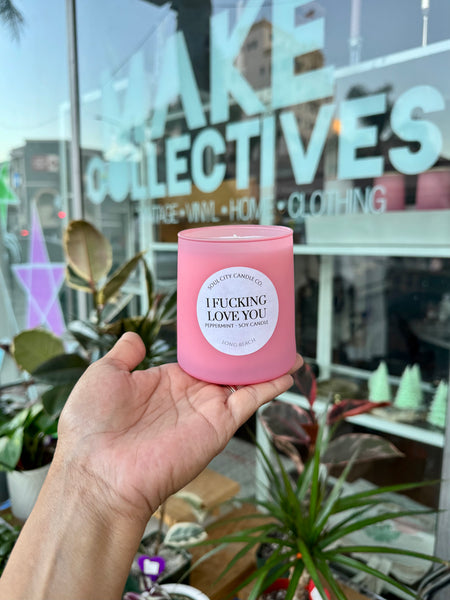 MAKE
COLLECTIVES
VINTAGE • VINYL • HOME • CLOTHING
SOUL CITY CANDLE CO.
I FUCKING
LOVE YOU
PEPPERMINT - SOY CANDLE
LONG BEACH